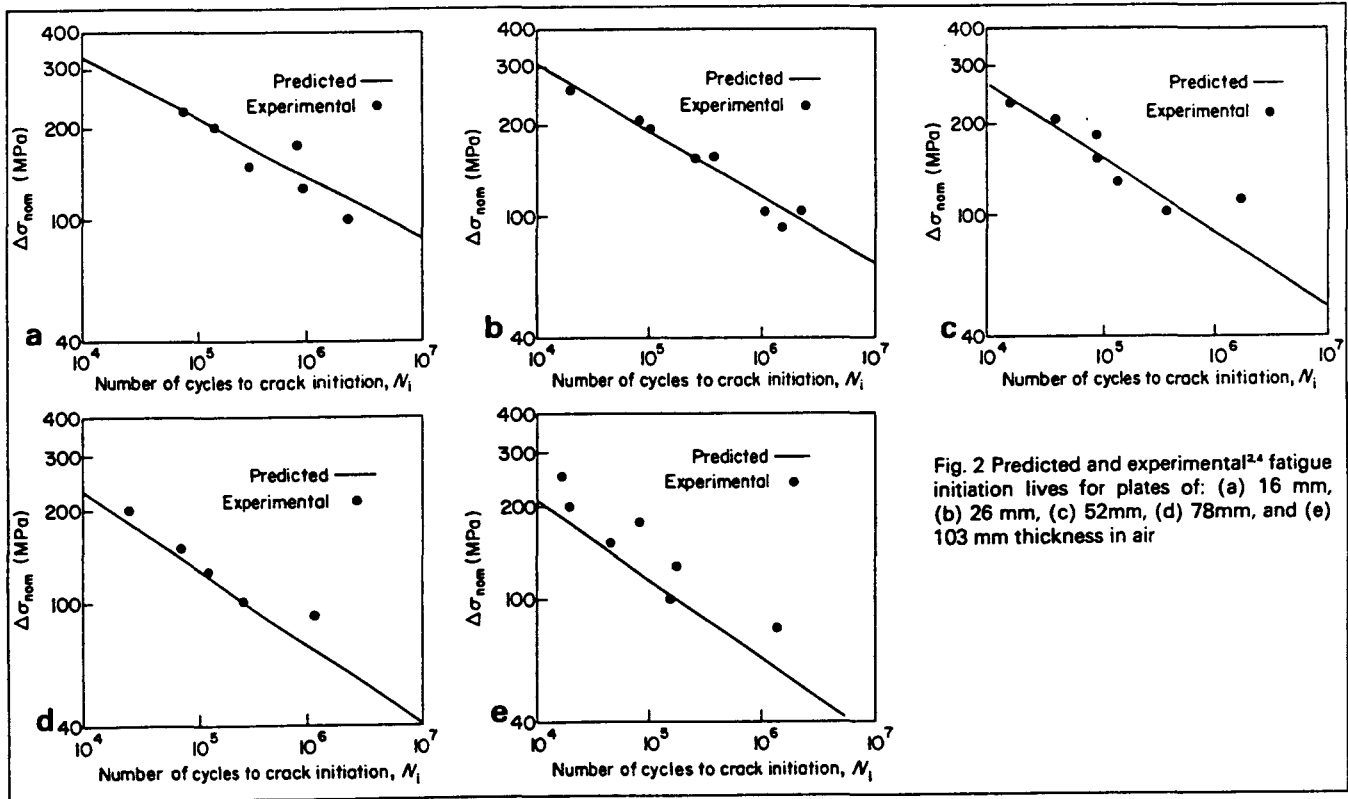 400
300
200
100
40
Δσnom (MPa)
Predicted —
Experimental •
a
10⁴ 10⁵ 10⁶ 10⁷
Number of cycles to crack initiation, Nᵢ
400
300
200
100
40
Δσnom (MPa)
Predicted —
Experimental •
b
10⁴ 10⁵ 10⁶ 10⁷
Number of cycles to crack initiation, Nᵢ
400
300
200
100
40
Δσnom (MPa)
Predicted —
Experimental •
c
10⁴ 10⁵ 10⁶ 10⁷
Number of cycles to crack initiation, Nᵢ
400
300
200
100
40
Δσnom (MPa)
Predicted —
Experimental •
d
10⁴ 10⁵ 10⁶ 10⁷
Number of cycles to crack initiation, Nᵢ
400
300
200
100
40
Δσnom (MPa)
Predicted —
Experimental •
e
10⁴ 10⁵ 10⁶ 10⁷
Number of cycles to crack initiation, Nᵢ
Fig. 2 Predicted and experimental²,⁴ fatigue
initiation lives for plates of: (a) 16 mm,
(b) 26 mm, (c) 52mm, (d) 78mm, and (e)
103 mm thickness in air